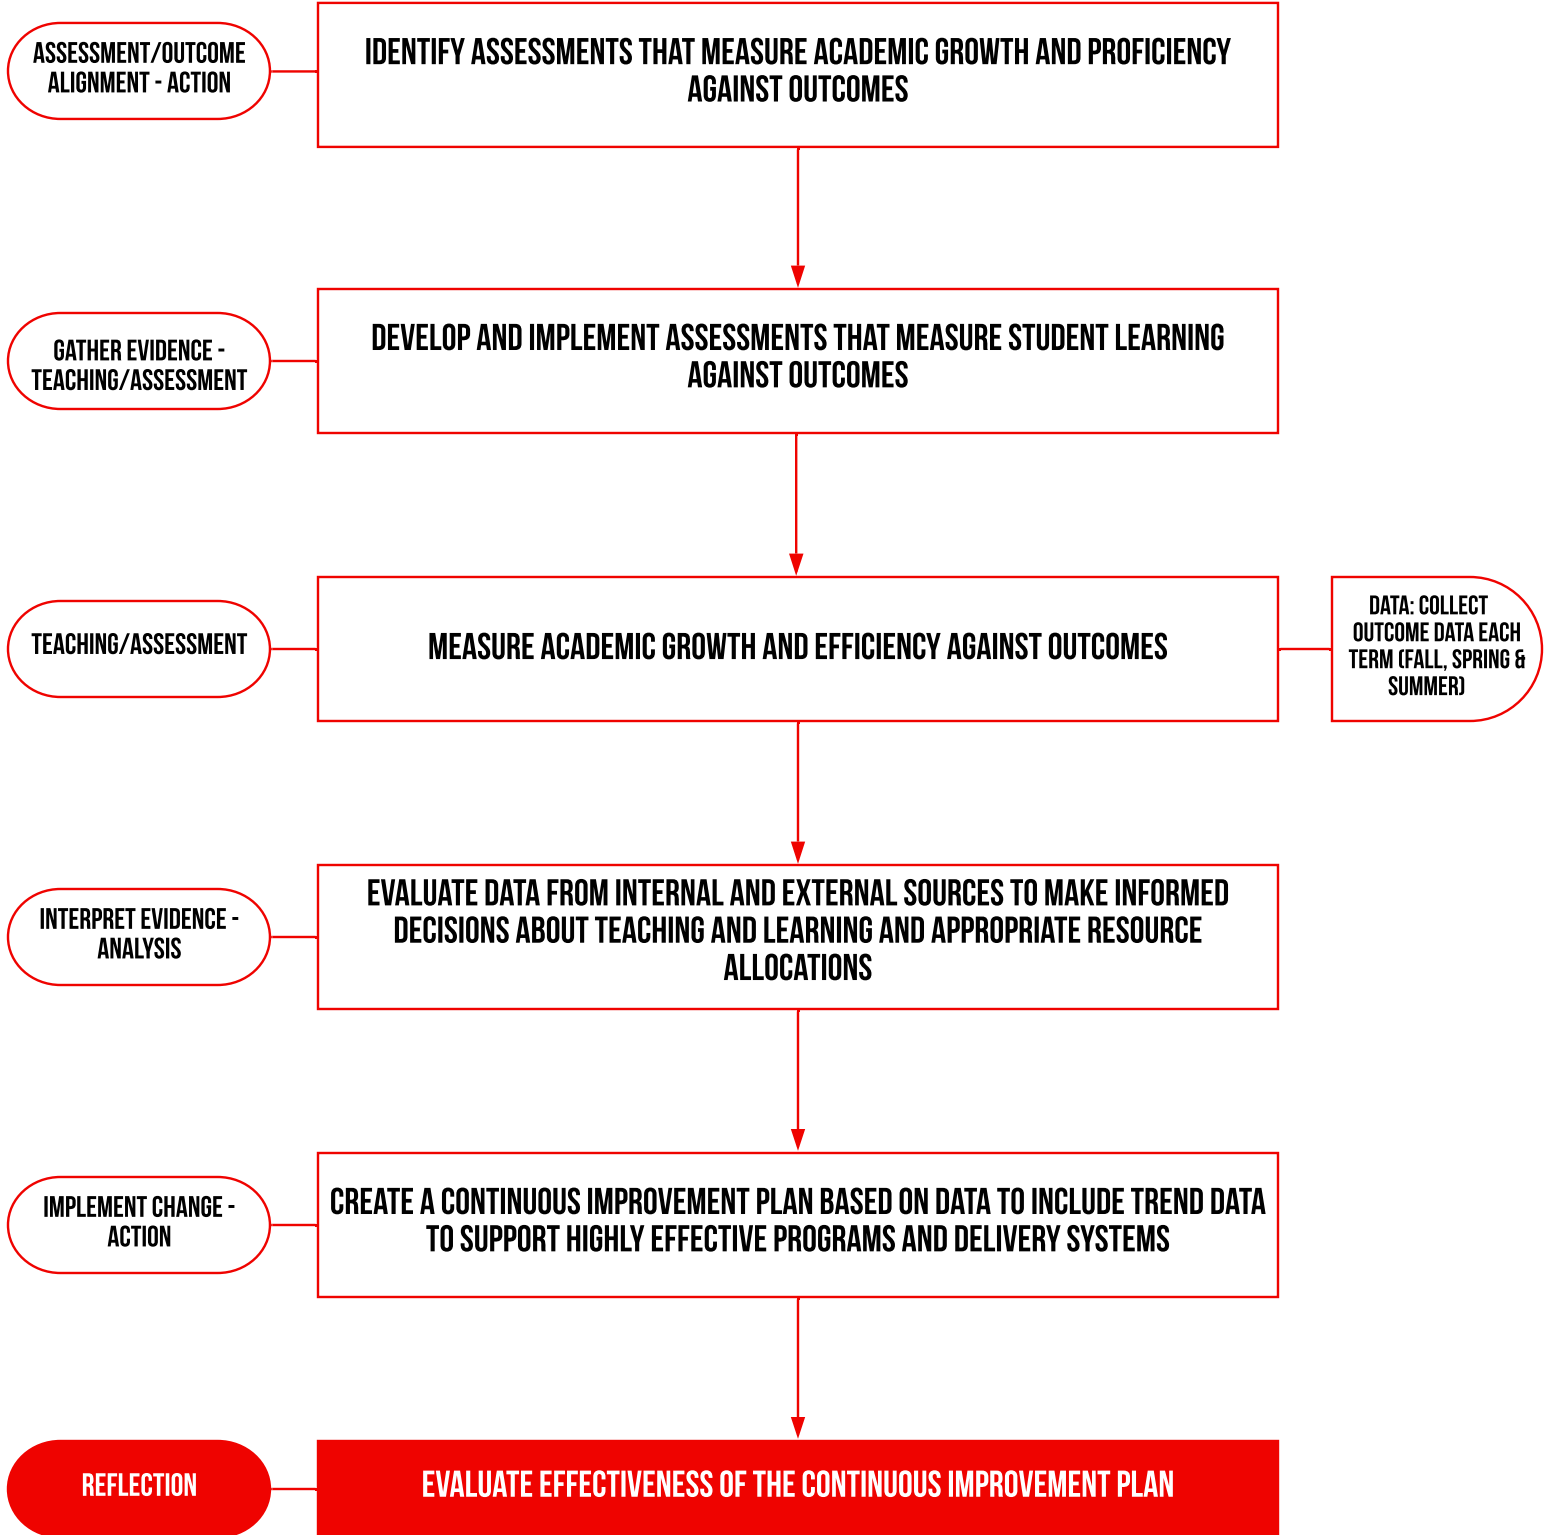 ASSESSMENT/OUTCOME
ALIGNMENT - ACTION
IDENTIFY ASSESSMENTS THAT MEASURE ACADEMIC GROWTH AND PROFICIENCY
AGAINST OUTCOMES
GATHER EVIDENCE -
TEACHING/ASSESSMENT
DEVELOP AND IMPLEMENT ASSESSMENTS THAT MEASURE STUDENT LEARNING
AGAINST OUTCOMES
TEACHING/ASSESSMENT
MEASURE ACADEMIC GROWTH AND EFFICIENCY AGAINST OUTCOMES
DATA: COLLECT
OUTCOME DATA EACH
TERM (FALL, SPRING &
SUMMER)
INTERPRET EVIDENCE -
ANALYSIS
EVALUATE DATA FROM INTERNAL AND EXTERNAL SOURCES TO MAKE INFORMED
DECISIONS ABOUT TEACHING AND LEARNING AND APPROPRIATE RESOURCE
ALLOCATIONS
IMPLEMENT CHANGE -
ACTION
CREATE A CONTINUOUS IMPROVEMENT PLAN BASED ON DATA TO INCLUDE TREND DATA
TO SUPPORT HIGHLY EFFECTIVE PROGRAMS AND DELIVERY SYSTEMS
REFLECTION
EVALUATE EFFECTIVENESS OF THE CONTINUOUS IMPROVEMENT PLAN